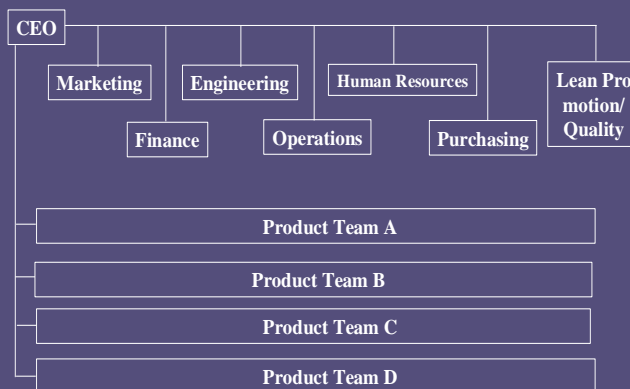 CEO
Marketing
Engineering
Human Resources
Lean Pro
motion/
Quality
Finance
Operations
Purchasing
Product Team A
Product Team B
Product Team C
Product Team D